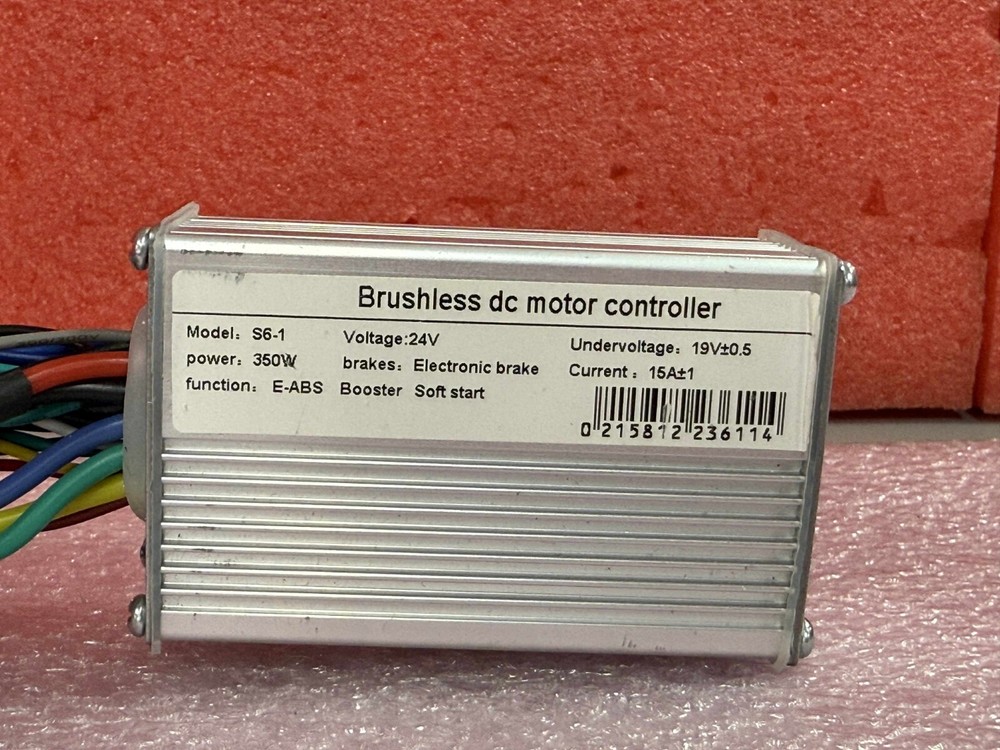 Brushless dc motor controller
Model: S6-1 Voltage:24V Undervoltage: 19V±0.5
power: 350W brakes: Electronic brake Current : 15A±1
function: E-ABS Booster Soft start
0 215812 236114